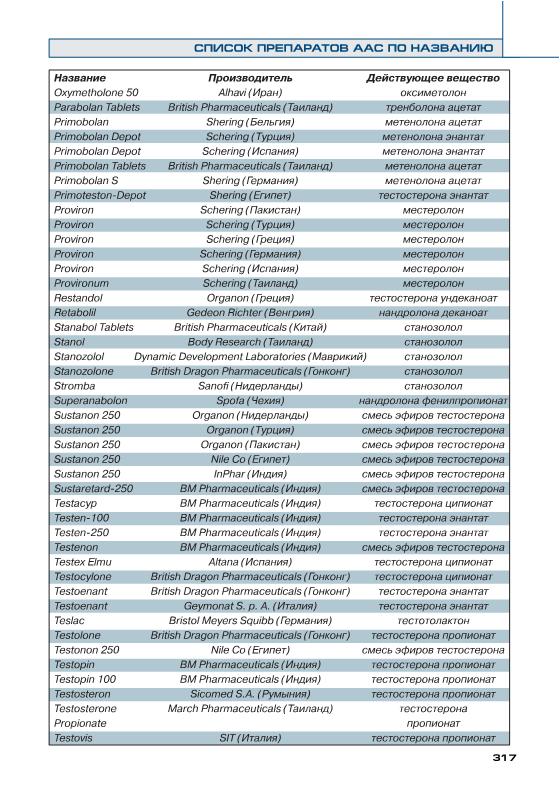 СПИСОК ПРЕПАРАТОВ ААС ПО НАЗВАНИЮ
Название Производитель Действующее вещество
Oxymetholone 50 Alhavi (Иран) оксиметолон
Parabolan Tablets British Pharmaceuticals (Таиланд) тренболона ацетат
Primobolan Shering (Бельгия) метенолона ацетат
Primobolan Depot Schering (Турция) метенолона энантат
Primobolan Depot Schering (Испания) метенолона энантат
Primobolan Tablets British Pharmaceuticals (Таиланд) метенолона ацетат
Primobolan S Shering (Германия) метенолона ацетат
Primoteston-Depot Shering (Египет) тестостерона энантат
Proviron Schering (Пакистан) местеролон
Proviron Schering (Турция) местеролон
Proviron Schering (Греция) местеролон
Proviron Schering (Германия) местеролон
Proviron Schering (Испания) местеролон
Provironum Schering (Таиланд) местеролон
Restandol Organon (Греция) тестостерона ундеканоат
Retabolil Gedeon Richter (Венгрия) нандролона деканоат
Stanabol Tablets British Pharmaceuticals (Китай) станозолол
Stanol Body Research (Таиланд) станозолол
Stanozolol Dynamic Development Laboratories (Маврикий) станозолол
Stanozolone British Dragon Pharmaceuticals (Гонконг) станозолол
Stromba Sanofi (Нидерланды) станозолол
Superanabolon Spofa (Чехия) нандролона фенилпропионат
Sustanon 250 Organon (Нидерланды) смесь эфиров тестостерона
Sustanon 250 Organon (Турция) смесь эфиров тестостерона
Sustanon 250 Organon (Пакистан) смесь эфиров тестостерона
Sustanon 250 Nile Co (Египет) смесь эфиров тестостерона
Sustanon 250 InPhar (Индия) смесь эфиров тестостерона
Sustaretard-250 BM Pharmaceuticals (Индия) смесь эфиров тестостерона
Testacyp BM Pharmaceuticals (Индия) тестостерона ципионат
Testen-100 BM Pharmaceuticals (Индия) тестостерона энантат
Testen-250 BM Pharmaceuticals (Индия) тестостерона энантат
Testenon BM Pharmaceuticals (Индия) смесь эфиров тестостерона
Testex Elmu Altana (Испания) тестостерона ципионат
Testocylone British Dragon Pharmaceuticals (Гонконг) тестостерона ципионат
Testoenant British Dragon Pharmaceuticals (Гонконг) тестостерона энантат
Testoenant Geymonat S. p. A. (Италия) тестостерона энантат
Teslac Bristol Meyers Squibb (Германия) тестотолактон
Testolone British Dragon Pharmaceuticals (Гонконг) тестостерона пропионат
Testonon 250 Nile Co (Египет) смесь эфиров тестостерона
Testopin BM Pharmaceuticals (Индия) тестостерона пропионат
Testopin 100 BM Pharmaceuticals (Индия) тестостерона пропионат
Testosteron Sicomed S.A. (Румыния) тестостерона пропионат
Testosterone March Pharmaceuticals (Таиланд) тестостерона
Propionate пропионат
Testovis SIT (Италия) тестостерона пропионат
317